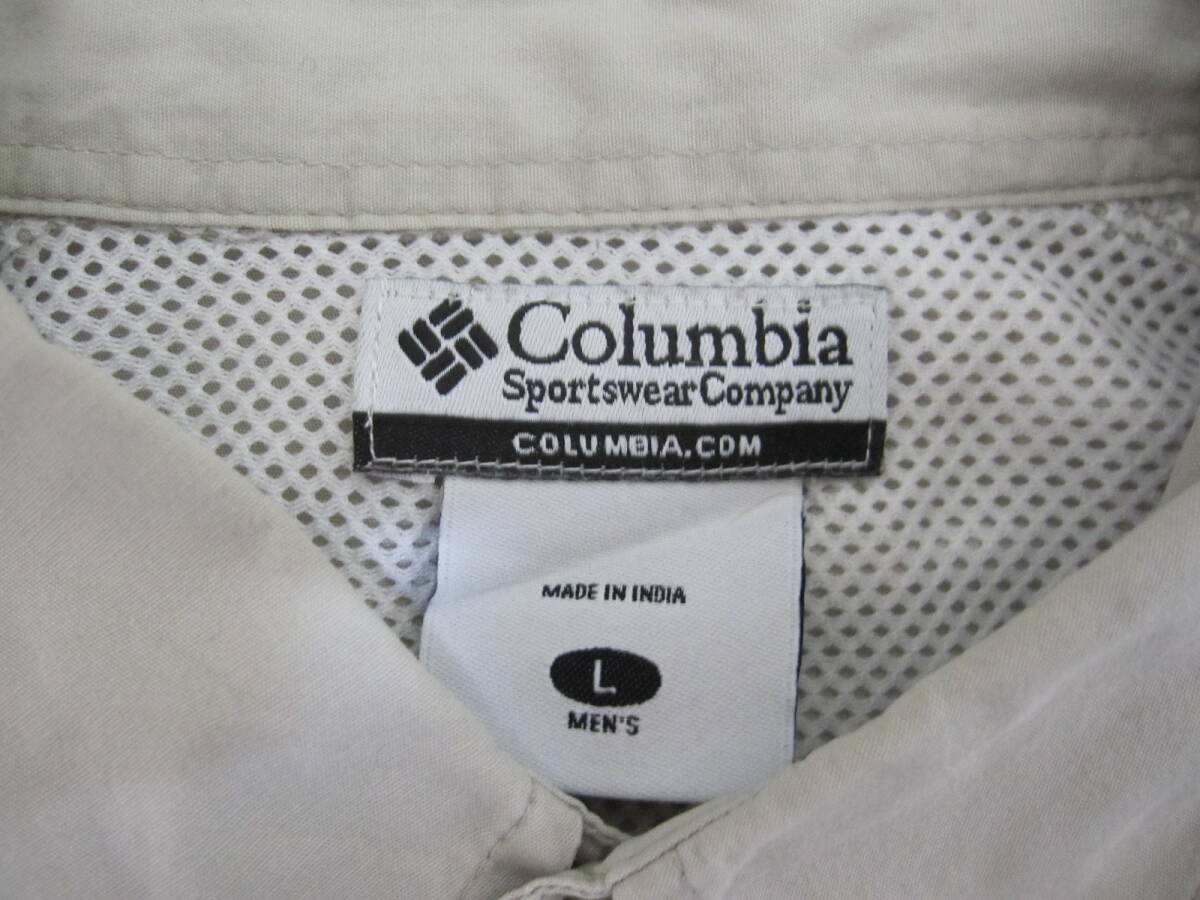 Columbia
Sportswear Company
COLUMBIA.COM
MADE IN INDIA
L
MEN'S